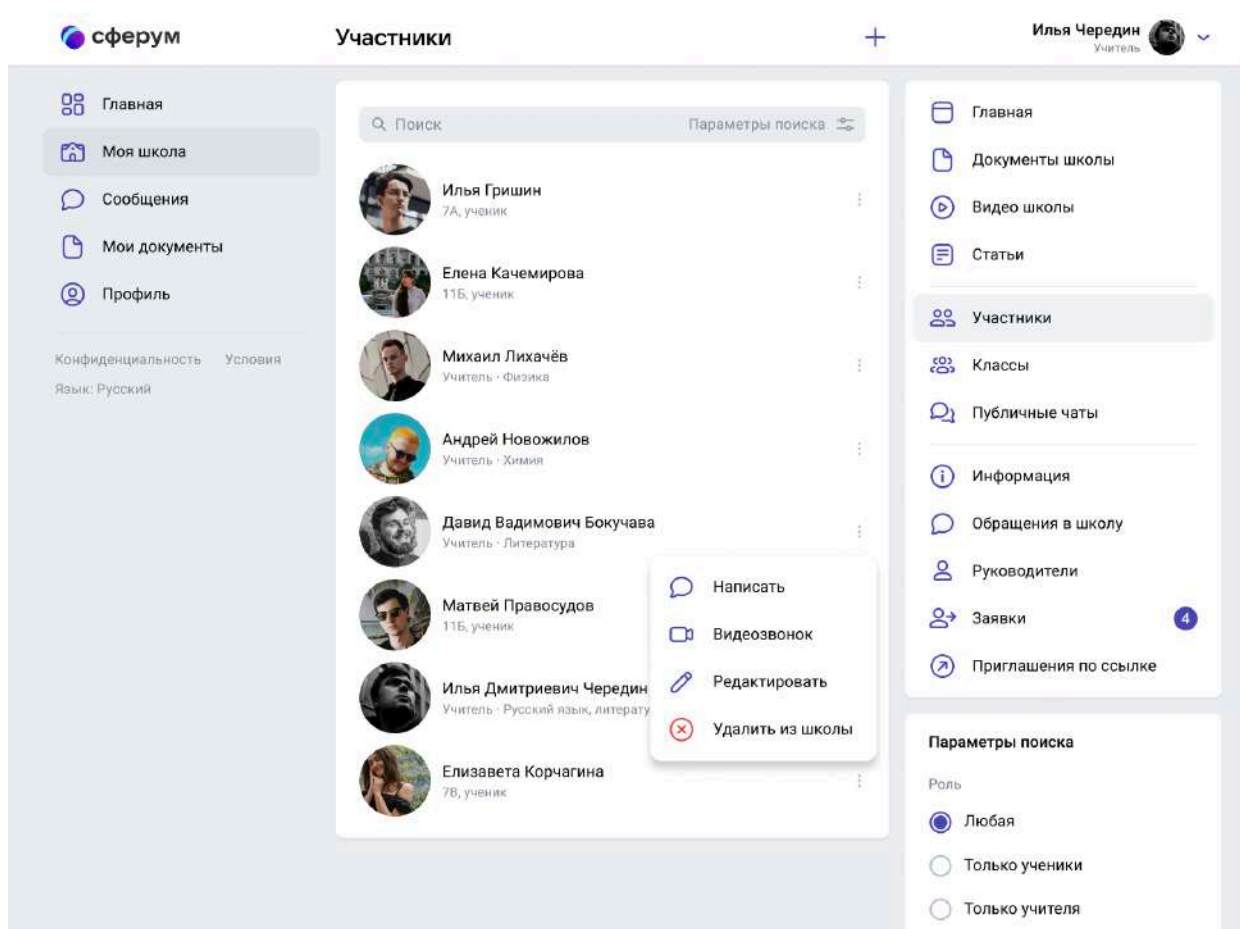 сферум
Участники
Илья Чередин
Учитель
Главная
Моя школа
Сообщения
Мои документы
Профиль
Конфиденциальность Условия
Язык: Русский
Поиск Параметры поиска
Илья Гришин
7А, ученик
Елена Качемирова
11Б, ученик
Михаил Лихачёв
Учитель · Физика
Андрей Новожилов
Учитель · Химия
Давид Вадимович Бокучава
Учитель · Литература
Матвей Правосудов
11Б, ученик
Илья Дмитриевич Чередин
Учитель · Русский язык, литерату
Елизавета Корчагина
7В, ученик
Написать
Видеозвонок
Редактировать
Удалить из школы
Главная
Документы школы
Видео школы
Статьи
Участники
Классы
Публичные чаты
Информация
Обращения в школу
Руководители
Заявки 4
Приглашения по ссылке
Параметры поиска
Роль
Любая
Только ученики
Только учителя